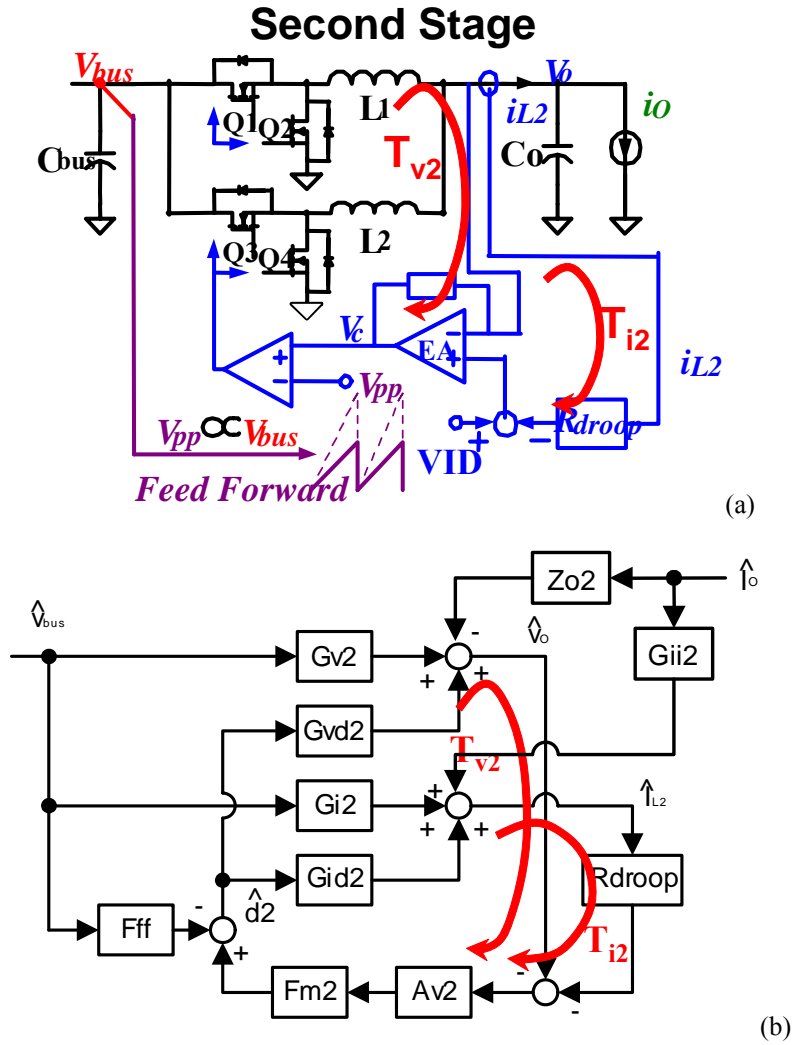 Second Stage
Vbus
Vo
Q1
Q2
L1
iL2
iO
Cbus
Tv2
Co
Q3
Q4
L2
Ti2
Vc
EA
iL2
Vpp
Rdroop
Vpp ∝ Vbus
+
-
VID
Feed Forward
(a)
Zo2
îo
v̂bus
v̂o
Gv2
Gii2
Gvd2
Tv2
Gi2
îL2
Gid2
Rdroop
d̂2
Fff
Ti2
Fm2
Av2
(b)